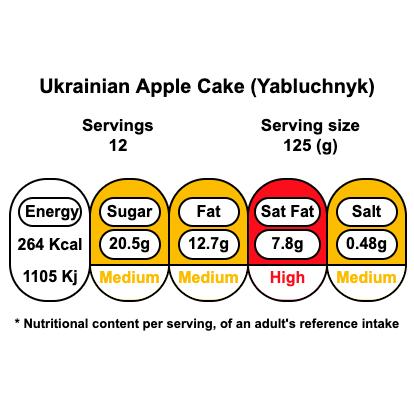 Ukrainian Apple Cake (Yabluchnyk)
Servings
12
Serving size
125 (g)
Energy
264 Kcal
1105 Kj
Sugar
20.5g
Medium
Fat
12.7g
Medium
Sat Fat
7.8g
High
Salt
0.48g
Medium
* Nutritional content per serving, of an adult's reference intake